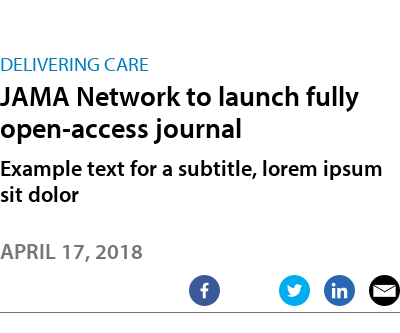 DELIVERING CARE
JAMA Network to launch fully
open-access journal
Example text for a subtitle, lorem ipsum
sit dolor
APRIL 17, 2018